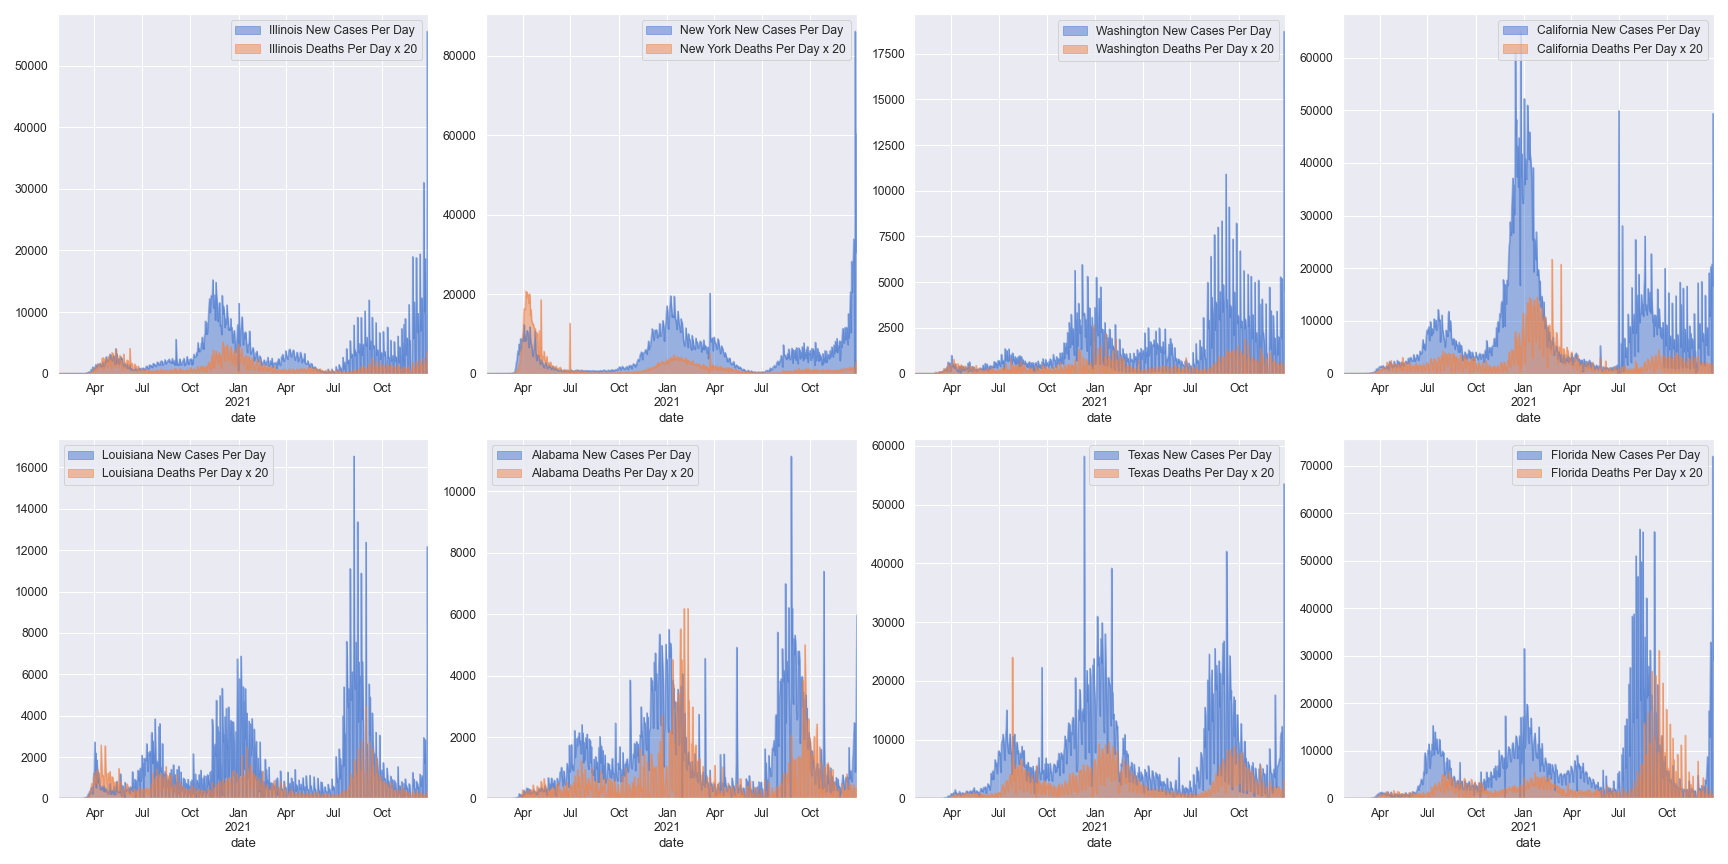 Illinois New Cases Per Day
Illinois Deaths Per Day x 20
50000
40000
30000
20000
10000
0
Apr Jul Oct Jan Apr Jul Oct
2021
date
New York New Cases Per Day
New York Deaths Per Day x 20
80000
60000
40000
20000
0
Apr Jul Oct Jan Apr Jul Oct
2021
date
Washington New Cases Per Day
Washington Deaths Per Day x 20
17500
15000
12500
10000
7500
5000
2500
0
Apr Jul Oct Jan Apr Jul Oct
2021
date
California New Cases Per Day
California Deaths Per Day x 20
60000
50000
40000
30000
20000
10000
0
Apr Jul Oct Jan Apr Jul Oct
2021
date
Louisiana New Cases Per Day
Louisiana Deaths Per Day x 20
16000
14000
12000
10000
8000
6000
4000
2000
0
Apr Jul Oct Jan Apr Jul Oct
2021
date
Alabama New Cases Per Day
Alabama Deaths Per Day x 20
10000
8000
6000
4000
2000
0
Apr Jul Oct Jan Apr Jul Oct
2021
date
Texas New Cases Per Day
Texas Deaths Per Day x 20
60000
50000
40000
30000
20000
10000
0
Apr Jul Oct Jan Apr Jul Oct
2021
date
Florida New Cases Per Day
Florida Deaths Per Day x 20
70000
60000
50000
40000
30000
20000
10000
0
Apr Jul Oct Jan Apr Jul Oct
2021
date